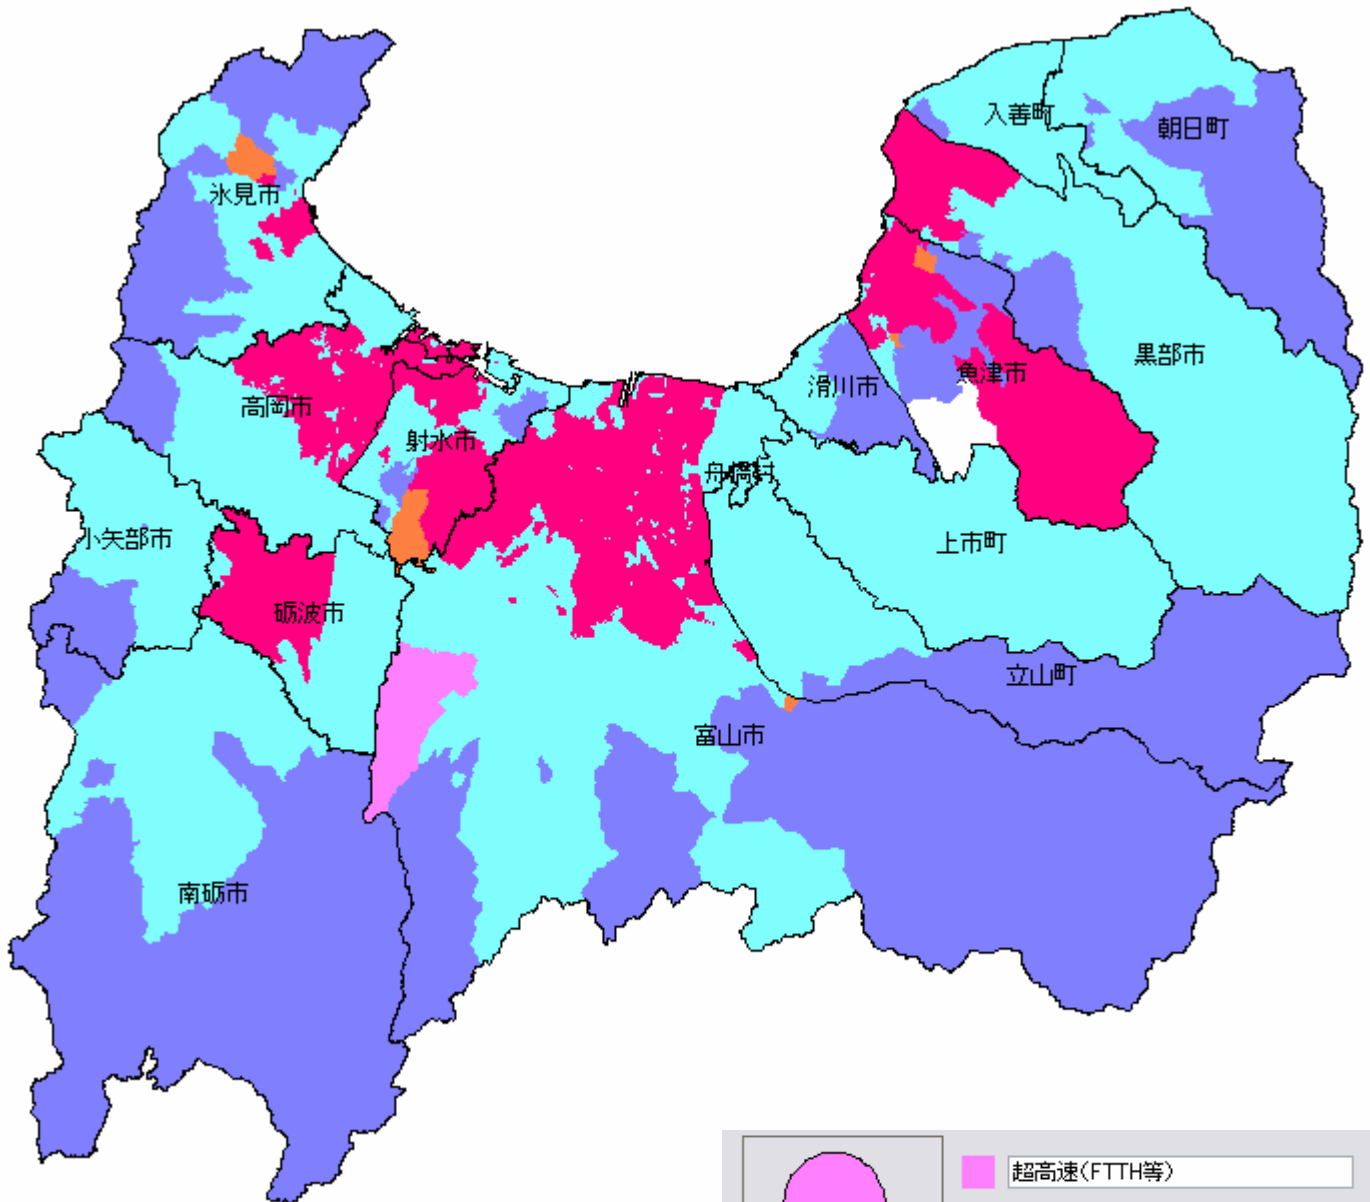 入善町
朝日町
氷見市
黒部市
魚津市
滑川市
高岡市
射水市
舟橋村
小矢部市
上市町
砺波市
立山町
富山市
南砺市
超高速(FTTH等)